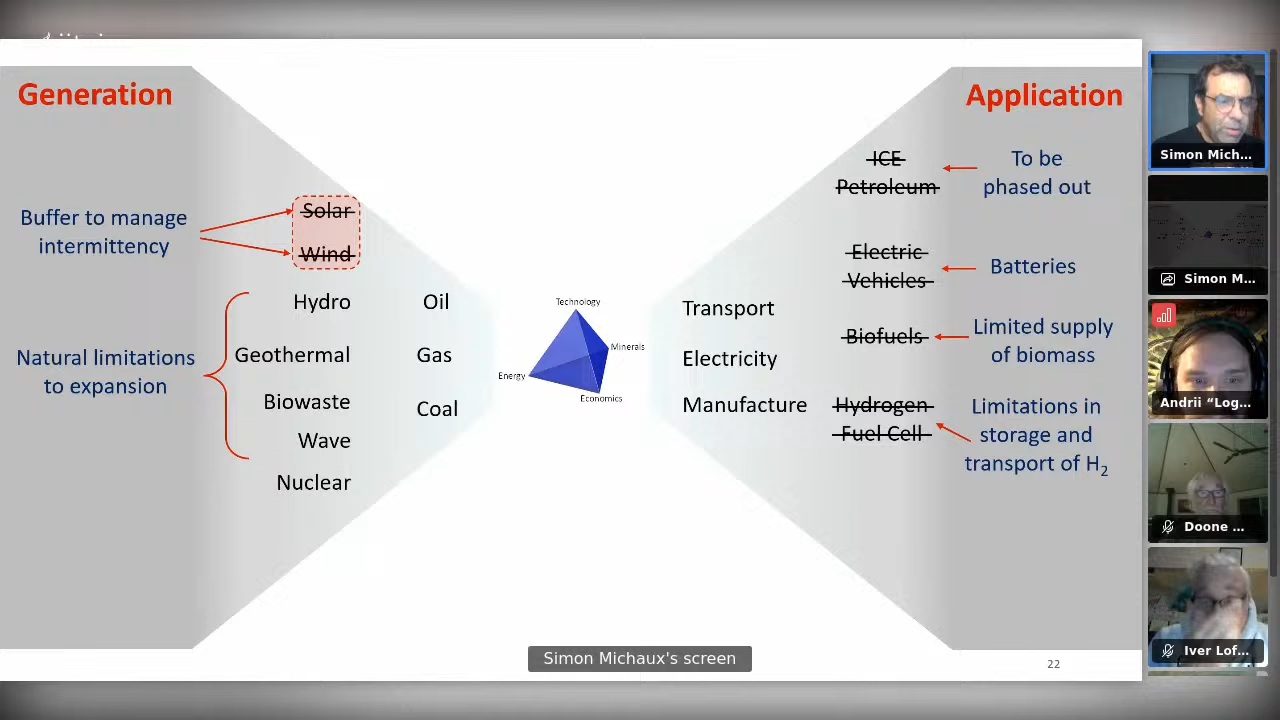 Generation
Application
Buffer to manage
intermittency
Solar
Wind
Natural limitations
to expansion
Hydro
Geothermal
Biowaste
Wave
Nuclear
Oil
Gas
Coal
Technology
Minerals
Energy
Economics
Transport
Electricity
Manufacture
ICE
Petroleum
To be
phased out
Electric
Vehicles
Batteries
Biofuels
Limited supply
of biomass
Hydrogen
Fuel Cell
Limitations in
storage and
transport of H₂
22
Simon Michaux's screen
Simon Mich...
Simon M...
Andrii “Log...
Doone ...
Iver Lof...